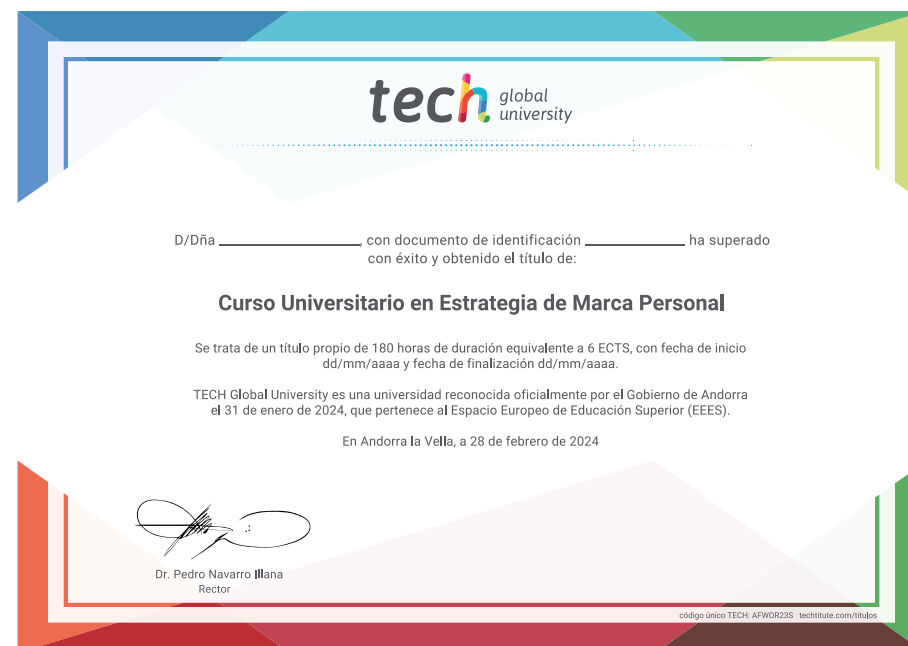 tech global university
D/Dña ____________________, con documento de identificación ______________ ha superado
con éxito y obtenido el título de:
Curso Universitario en Estrategia de Marca Personal
Se trata de un título propio de 180 horas de duración equivalente a 6 ECTS, con fecha de inicio
dd/mm/aaaa y fecha de finalización dd/mm/aaaa.
TECH Global University es una universidad reconocida oficialmente por el Gobierno de Andorra
el 31 de enero de 2024, que pertenece al Espacio Europeo de Educación Superior (EEES).
En Andorra la Vella, a 28 de febrero de 2024
Dr. Pedro Navarro Illana
Rector
código único TECH: AFWOR23S techtitute.com/títulos